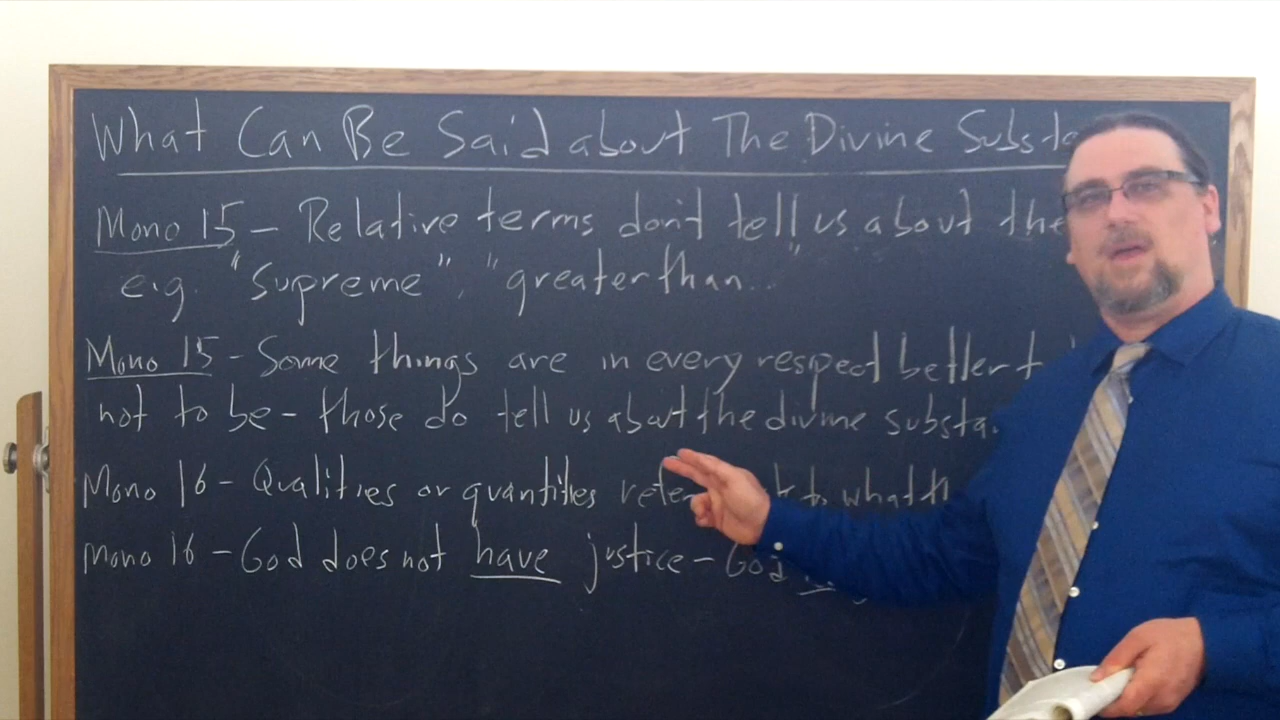 What Can Be Said about The Divine Subst
Mono 15 – Relative terms don't tell us about the
e.g. "Supreme", "greater than..."
Mono 15 - Some things are in every respect better t
not to be – those do tell us about the divine substa
Mono 16 - Qualities or quantities refer to what th
Mono 16 – God does not have justice – God